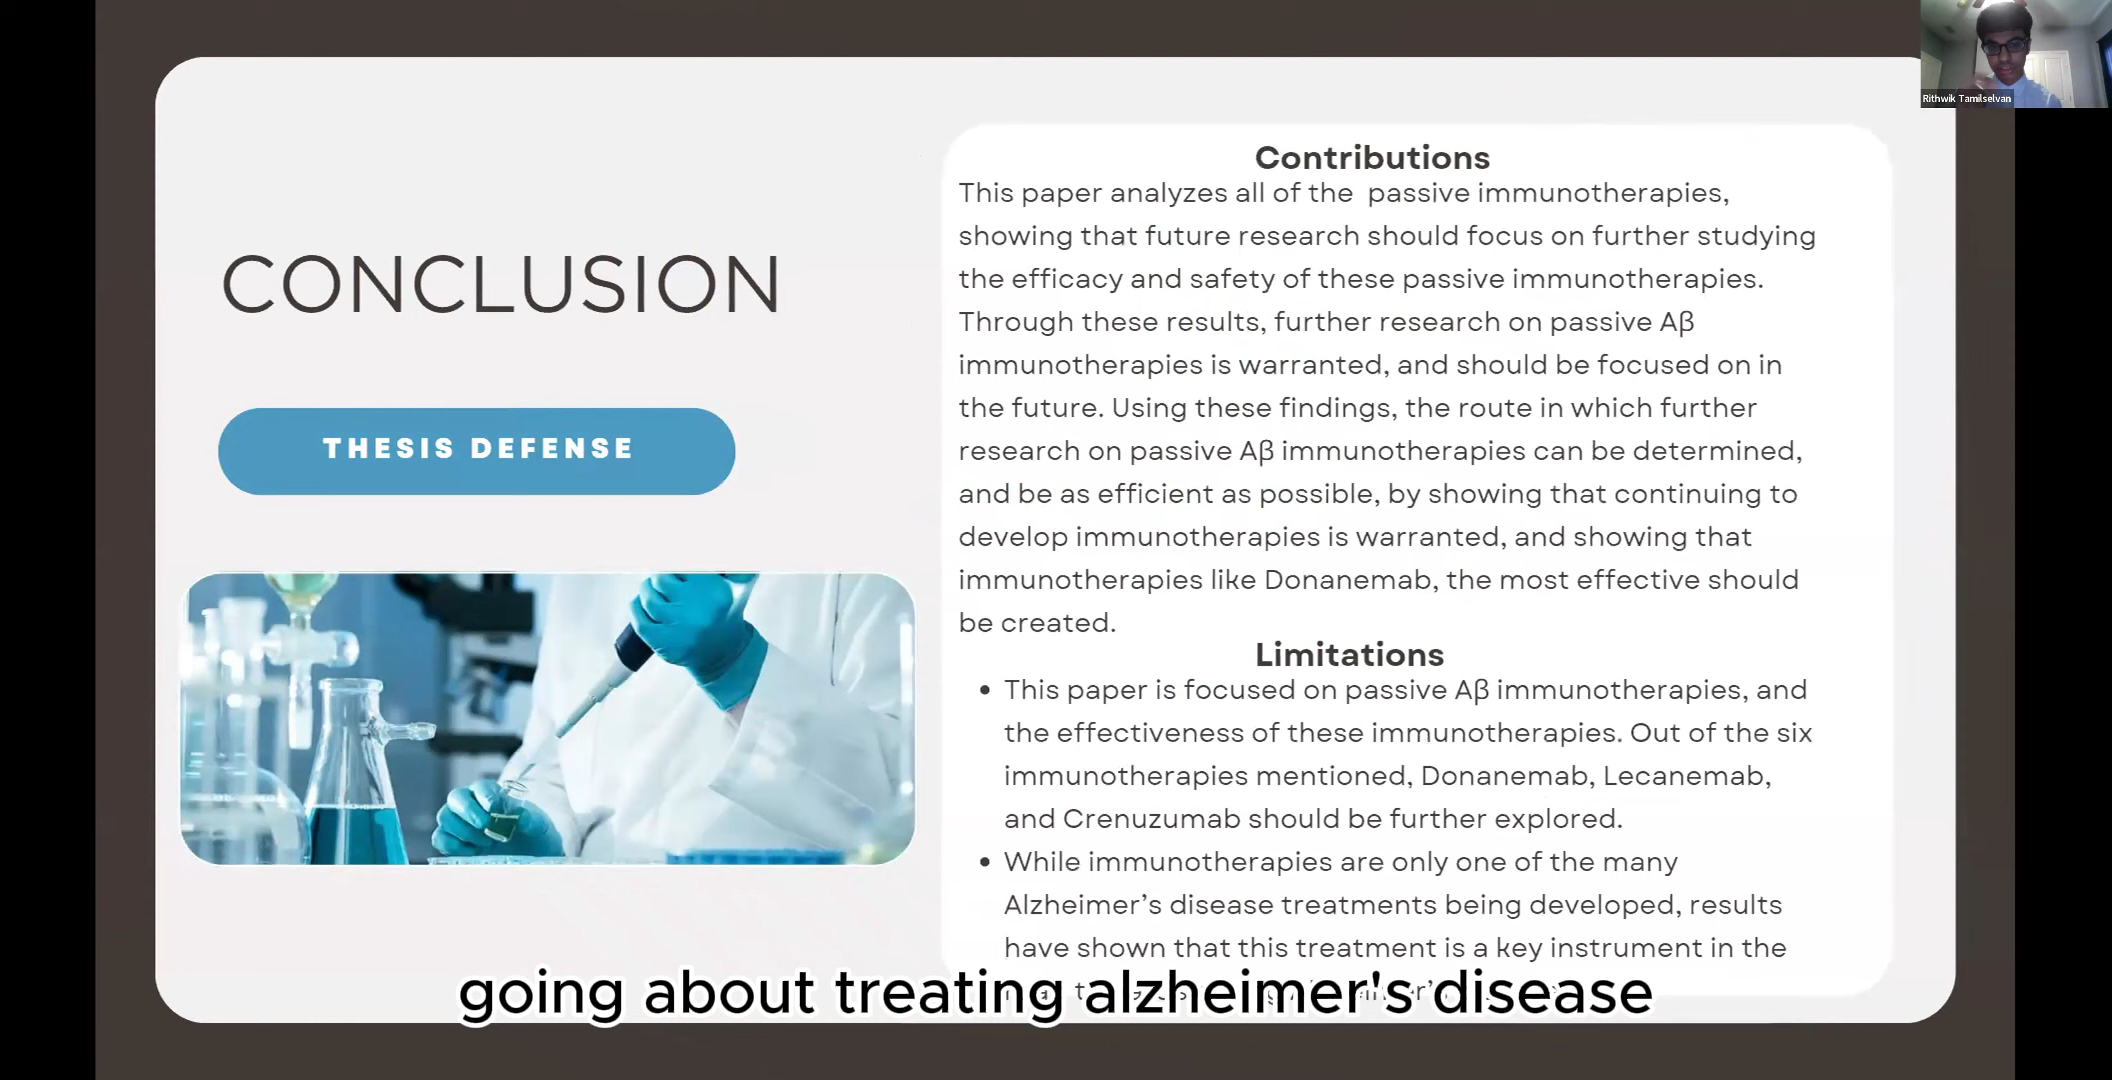 Rithwik Tamilselvan
CONCLUSION
THESIS DEFENSE
Contributions
This paper analyzes all of the passive immunotherapies,
showing that future research should focus on further studying
the efficacy and safety of these passive immunotherapies.
Through these results, further research on passive Aβ
immunotherapies is warranted, and should be focused on in
the future. Using these findings, the route in which further
research on passive Aβ immunotherapies can be determined,
and be as efficient as possible, by showing that continuing to
develop immunotherapies is warranted, and showing that
immunotherapies like Donanemab, the most effective should
be created.
Limitations
• This paper is focused on passive Aβ immunotherapies, and
the effectiveness of these immunotherapies. Out of the six
immunotherapies mentioned, Donanemab, Lecanemab,
and Crenuzumab should be further explored.
• While immunotherapies are only one of the many
Alzheimer’s disease treatments being developed, results
have shown that this treatment is a key instrument in the
going about treating alzheimer's disease